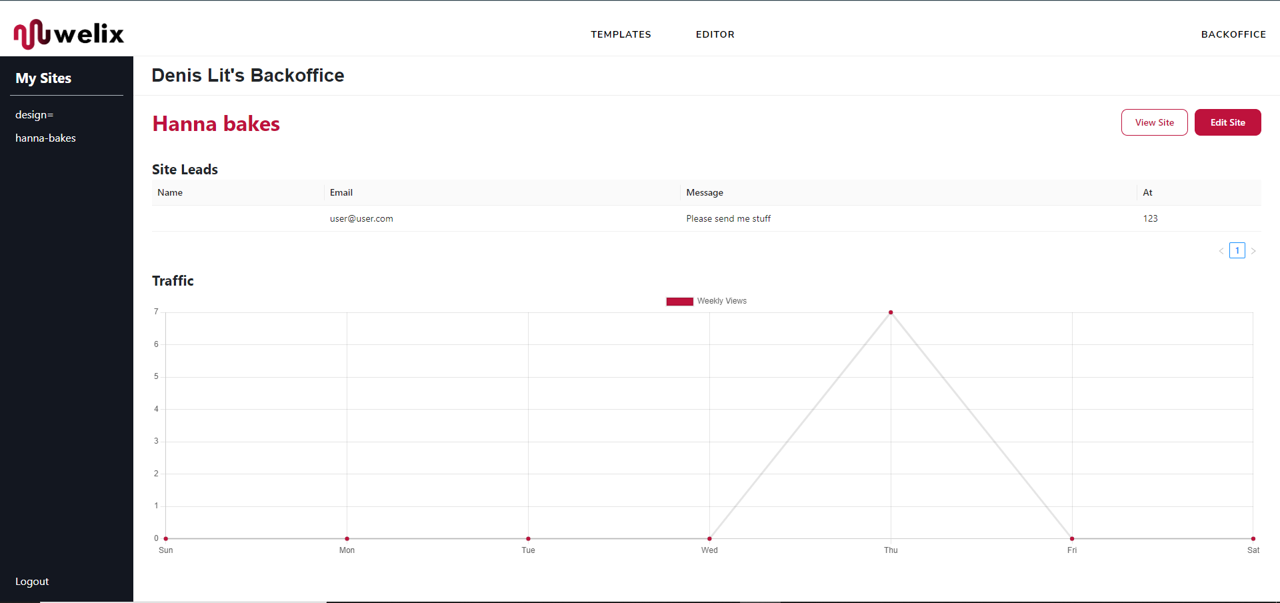 welix
TEMPLATES EDITOR BACKOFFICE
My Sites
design=
hanna-bakes
Logout
Denis Lit's Backoffice
Hanna bakes
View Site Edit Site
Site Leads
Name Email Message At
user@user.com Please send me stuff 123
< 1 >
Traffic
Weekly Views
7
6
5
4
3
2
1
0
Sun Mon Tue Wed Thu Fri Sat